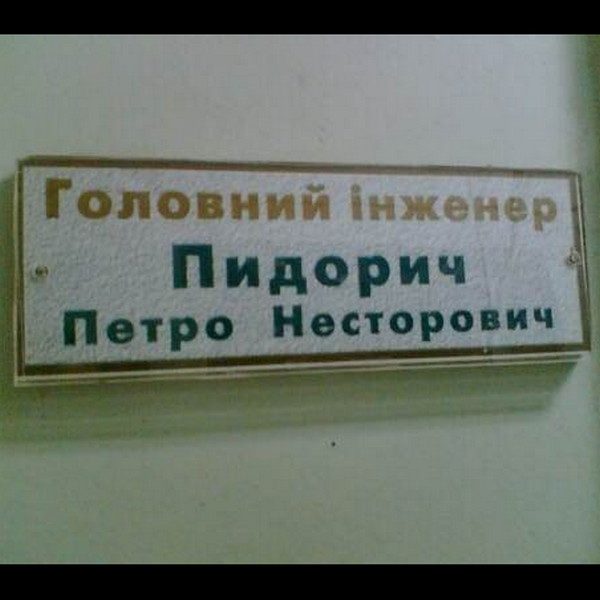 Головний інженер
Пидорич
Петро Несторович